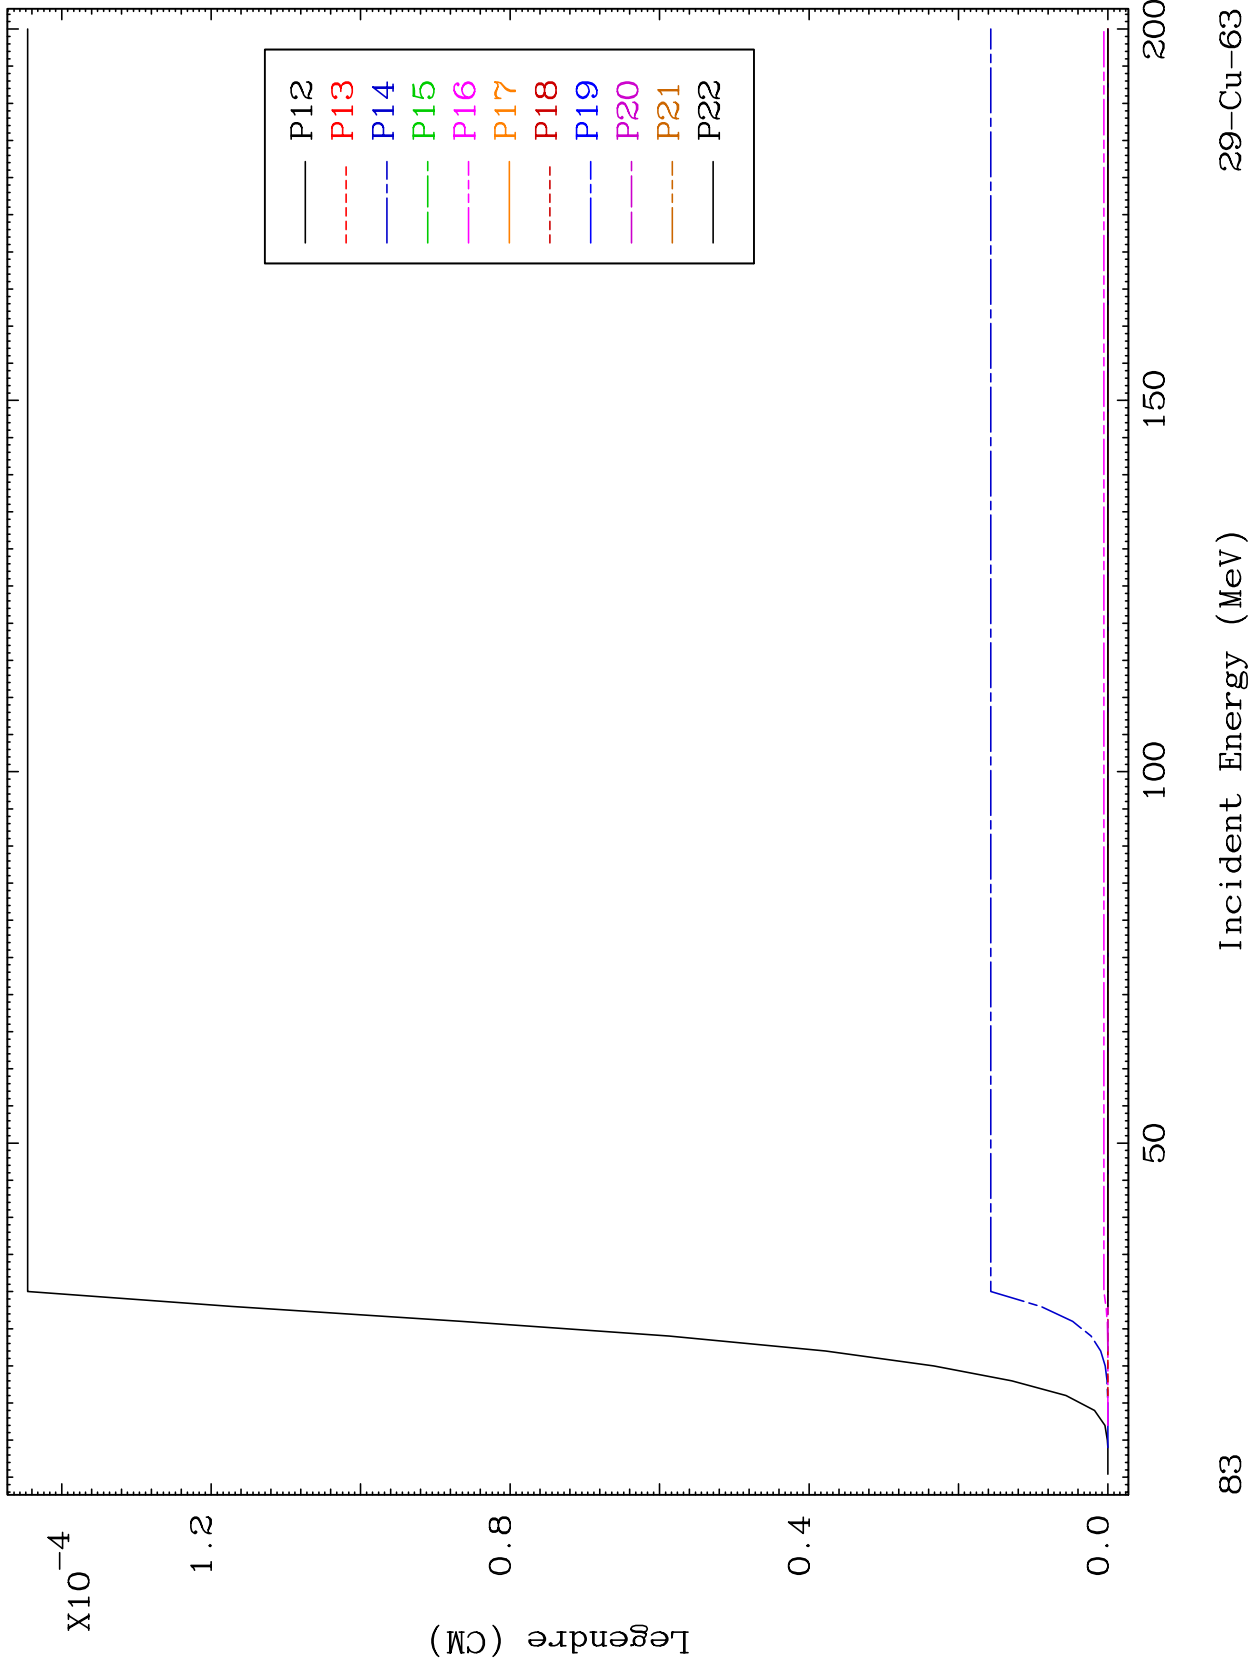 X10⁻⁴
1.2
0.8
0.4
0.0
Legendre (CM)
P12
P13
P14
P15
P16
P17
P18
P19
P20
P21
P22
50
100
150
200
Incident Energy (MeV)
83
29-Cu-63